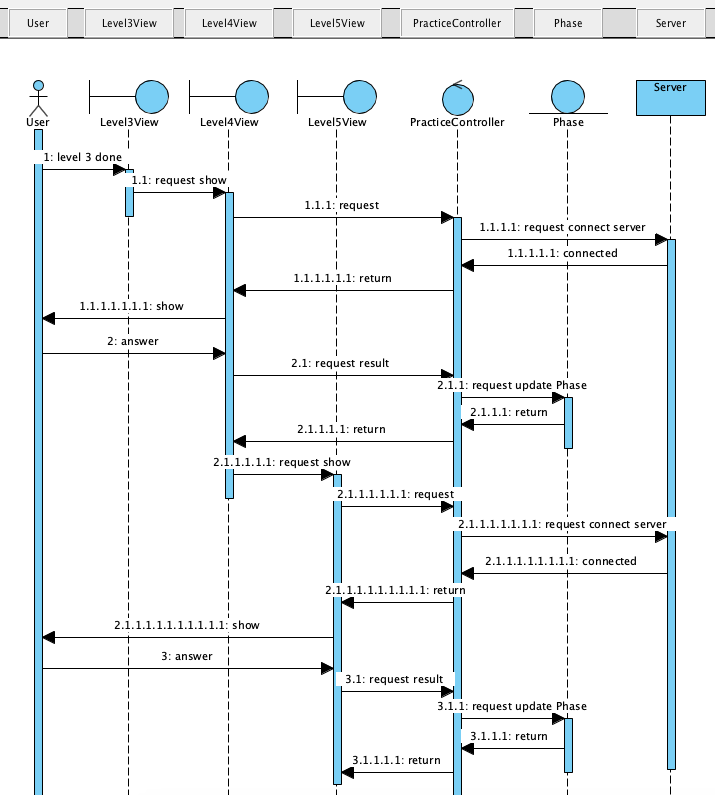 User Level3View Level4View Level5View PracticeController Phase Server
Server
User Level3View Level4View Level5View PracticeController Phase
1: level 3 done
1.1: request show
1.1.1: request
1.1.1.1: request connect server
1.1.1.1.1: connected
1.1.1.1.1.1: return
1.1.1.1.1.1.1: show
2: answer
2.1: request result
2.1.1: request update Phase
2.1.1.1: return
2.1.1.1.1: return
2.1.1.1.1.1: request show
2.1.1.1.1.1.1: request
2.1.1.1.1.1.1.1: request connect server
2.1.1.1.1.1.1.1.1: connected
2.1.1.1.1.1.1.1.1.1: return
2.1.1.1.1.1.1.1.1.1.1: show
3: answer
3.1: request result
3.1.1: request update Phase
3.1.1.1: return
3.1.1.1.1: return